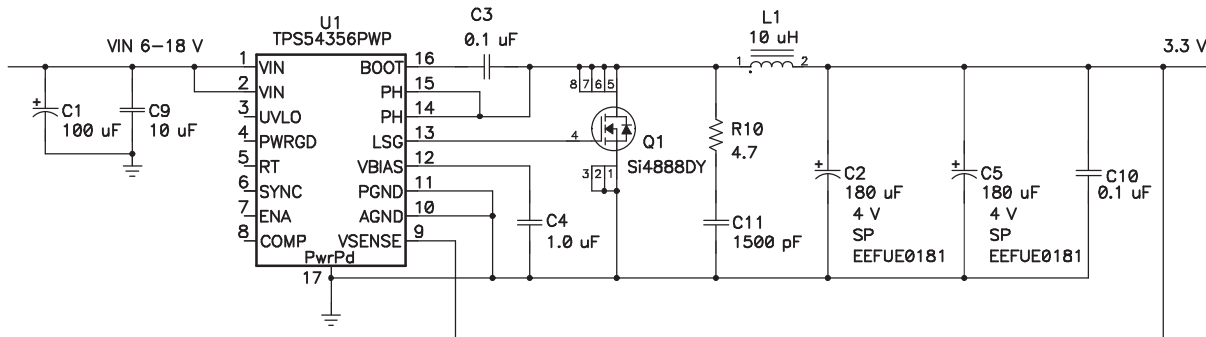 VIN 6-18 V
C1
100 uF
C9
10 uF
U1
TPS54356PWP
1 VIN
2 VIN
3 UVLO
4 PWRGD
5 RT
6 SYNC
7 ENA
8 COMP
BOOT 16
PH 15
PH 14
LSG 13
VBIAS 12
PGND 11
AGND 10
VSENSE 9
PwrPd
17
C3
0.1 uF
C4
1.0 uF
8 7 6 5
4
3 2 1
Q1
Si4888DY
R10
4.7
C11
1500 pF
L1
10 uH
1 2
C2
180 uF
4 V
SP
EEFUE0181
C5
180 uF
4 V
SP
EEFUE0181
C10
0.1 uF
3.3 V